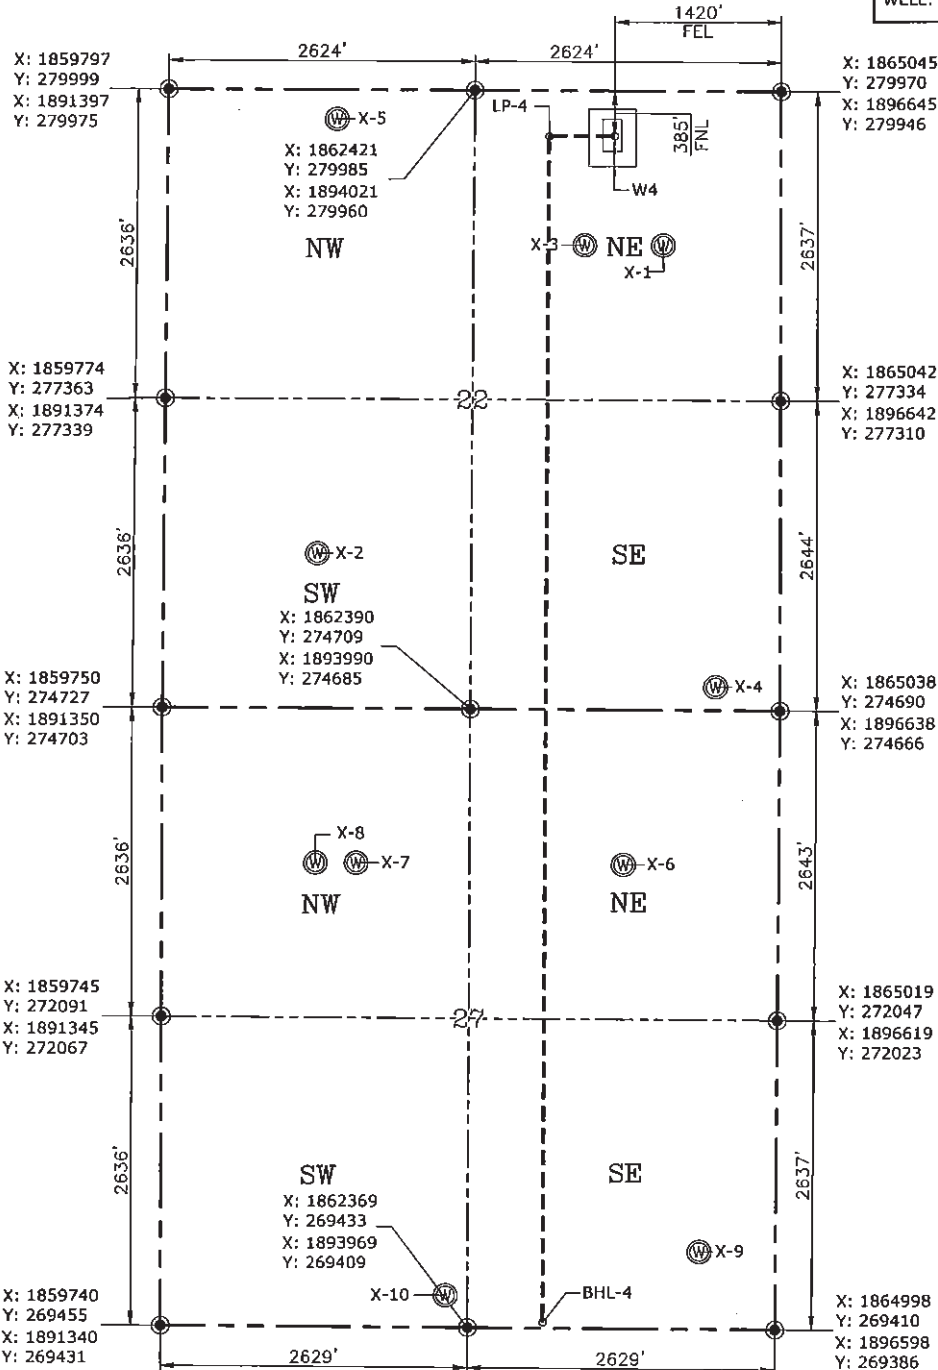 WELL:
1420'
FEL
2624'
2624'
X: 1859797
Y: 279999
X: 1891397
Y: 279975
X: 1865045
Y: 279970
X: 1896645
Y: 279946
W-X-5
LP-4
385'
FNL
X: 1862421
Y: 279985
X: 1894021
Y: 279960
W4
2636'
NW
X-3
W
NE
W
X-1
2637'
X: 1859774
Y: 277363
X: 1891374
Y: 277339
22
X: 1865042
Y: 277334
X: 1896642
Y: 277310
2636'
W-X-2
SE
2644'
SW
X: 1862390
Y: 274709
X: 1893990
Y: 274685
X: 1859750
Y: 274727
X: 1891350
Y: 274703
W-X-4
X: 1865038
Y: 274690
X: 1896638
Y: 274666
2636'
X-8
W
W-X-7
W-X-6
2643'
NW
NE
X: 1859745
Y: 272091
X: 1891345
Y: 272067
27
X: 1865019
Y: 272047
X: 1896619
Y: 272023
2636'
SW
SE
2637'
X: 1862369
Y: 269433
X: 1893969
Y: 269409
W-X-9
X-10
W
BHL-4
X: 1859740
Y: 269455
X: 1891340
Y: 269431
X: 1864998
Y: 269410
X: 1896598
Y: 269386
2629'
2629'